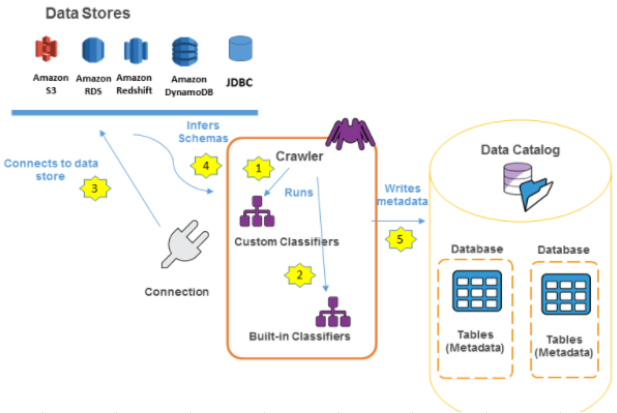 Data Stores
Amazon S3
Amazon RDS
Amazon Redshift
Amazon DynamoDB
JDBC
Infers Schemas
4
Connects to data store
3
Connection
1
Crawler
Runs
Custom Classifiers
2
Built-in Classifiers
Writes metadata
5
Data Catalog
Database
Tables (Metadata)
Database
Tables (Metadata)